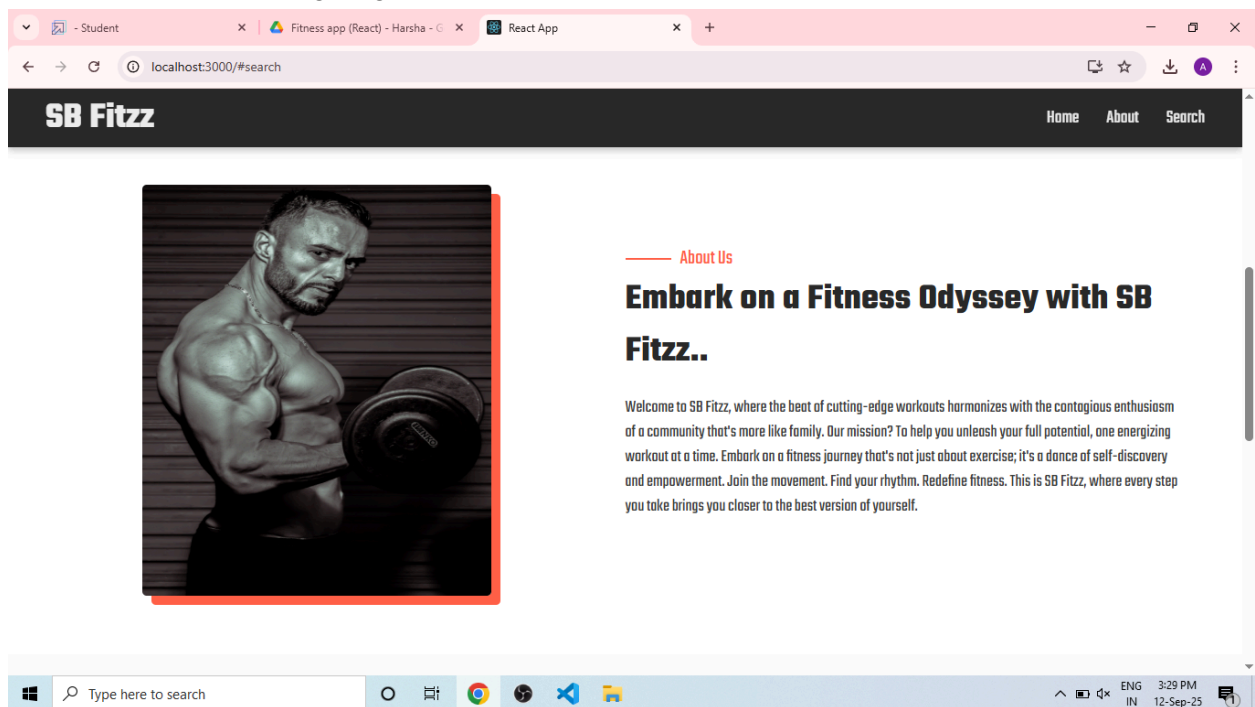 - Student
Fitness app (React) - Harsha - G
React App
localhost:3000/#search
A
SB Fitzz
Home About Search
About Us
Embark on a Fitness Odyssey with SB
Fitzz..
Welcome to SB Fitzz, where the beat of cutting-edge workouts harmonizes with the contagious enthusiasm
of a community that's more like family. Our mission? To help you unleash your full potential, one energizing
workout at a time. Embark on a fitness journey that's not just about exercise; it's a dance of self-discovery
and empowerment. Join the movement. Find your rhythm. Redefine fitness. This is SB Fitzz, where every step
you take brings you closer to the best version of yourself.
Type here to search
ENG 3:29 PM
IN 12-Sep-25
1